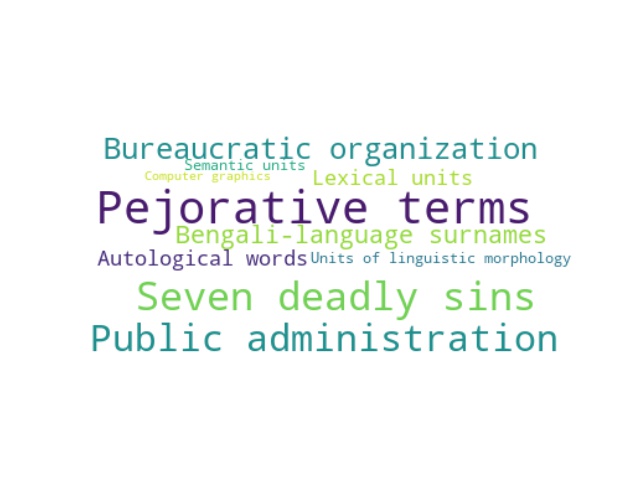 Bureaucratic organization
Semantic units
Computer graphics
Lexical units
Pejorative terms
Bengali-language surnames
Autological words
Units of linguistic morphology
Seven deadly sins
Public administration